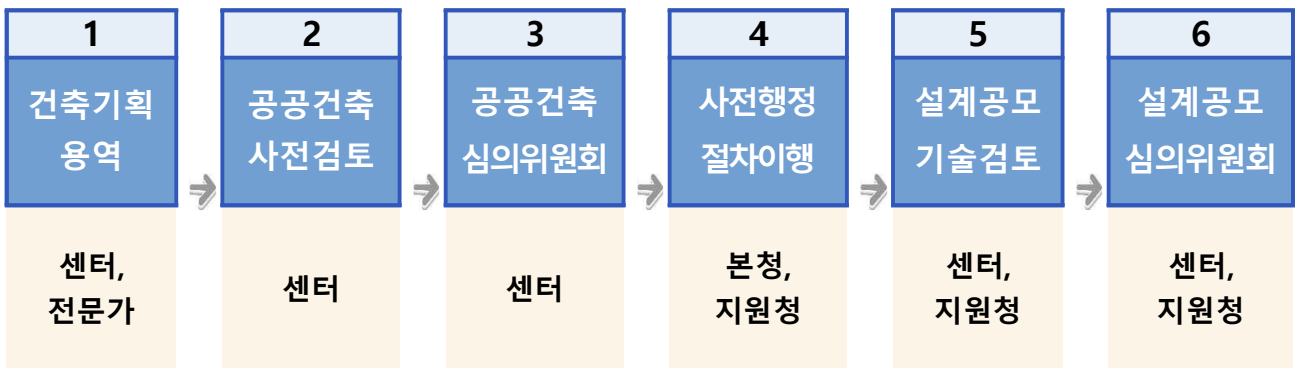 1
건축기획
용역
센터,
전문가
2
공공건축
사전검토
센터
3
공공건축
심의위원회
센터
4
사전행정
절차이행
본청,
지원청
5
설계공모
기술검토
센터,
지원청
6
설계공모
심의위원회
센터,
지원청